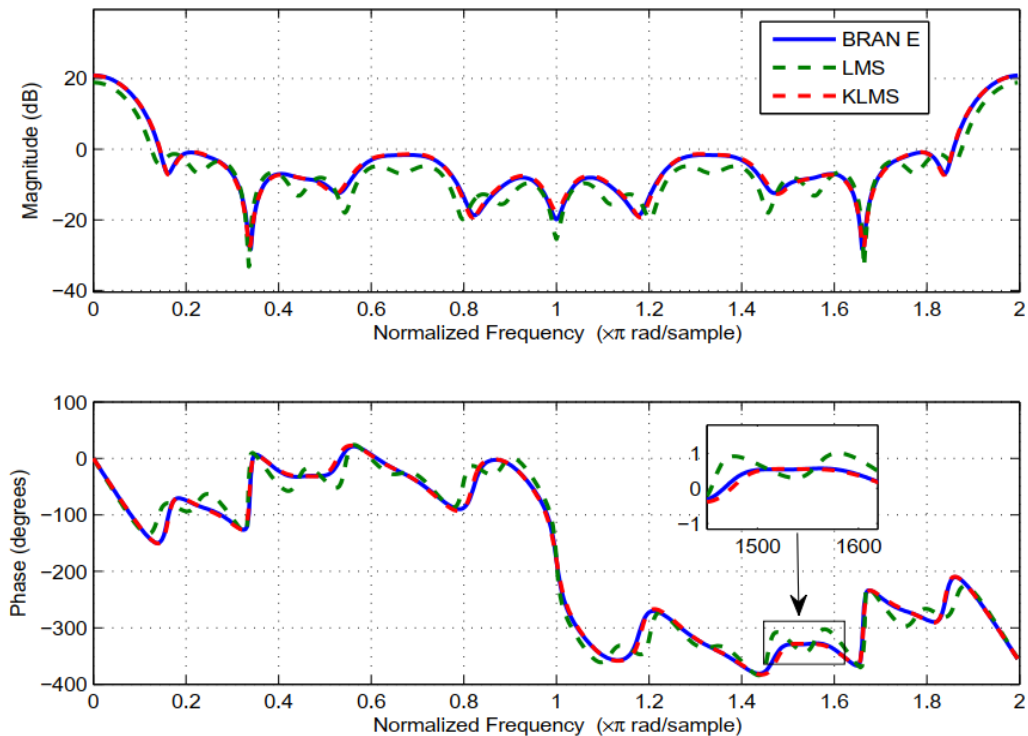 BRAN E
LMS
KLMS
Magnitude (dB)
20
0
−20
−40
0 0.2 0.4 0.6 0.8 1 1.2 1.4 1.6 1.8 2
Normalized Frequency (×π rad/sample)
Phase (degrees)
100
0
−100
−200
−300
−400
1
0
−1
1500 1600
0 0.2 0.4 0.6 0.8 1 1.2 1.4 1.6 1.8 2
Normalized Frequency (×π rad/sample)